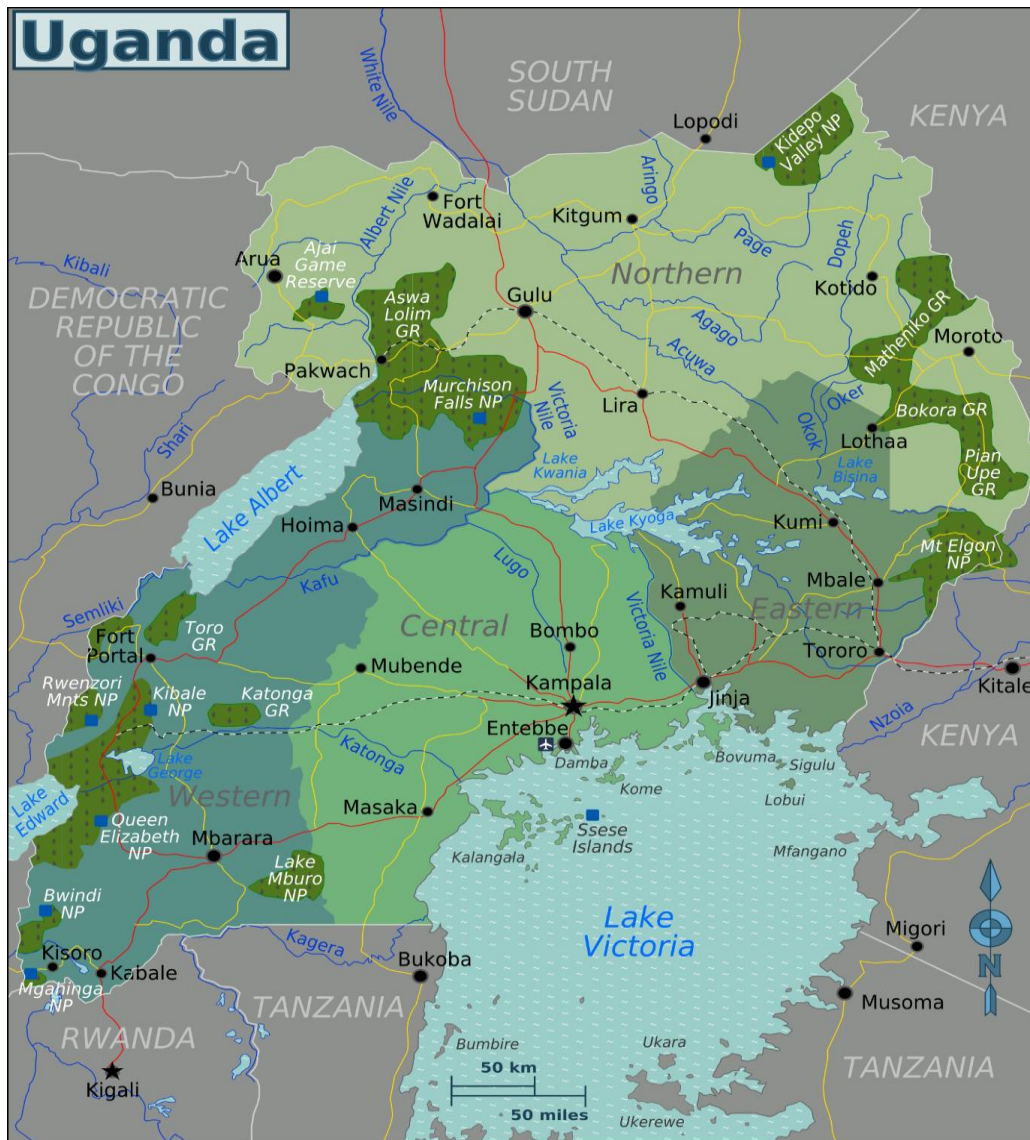 Uganda
White Nile
SOUTH
SUDAN
KENYA
Lopodi
Kidepo
Valley NP
Aringo
Albert Nile
Fort
Wadalai
Kitgum
Page
Dopeh
Kibali
Arua
Ajai
Game
Reserve
Northern
Kotido
DEMOCRATIC
REPUBLIC
OF THE
CONGO
Aswa
Lolim
GR
Gulu
Agago
Matheniko GR
Moroto
Pakwach
Acuwa
Murchison
Falls NP
Victoria
Nile
Lira
Oker
Bokora GR
Okok
Lothaa
Shari
Lake
Kwania
Lake
Bisina
Pian
Upe
GR
Bunia
Lake Albert
Masindi
Hoima
Lake Kyoga
Kumi
Mt Elgon
NP
Lugo
Kafu
Mbale
Semliki
Kamuli
Eastern
Toro
GR
Central
Victoria Nile
Fort
Portal
Bombo
Tororo
Mubende
Rwenzori
Mnts NP
Kibale
NP
Katonga
GR
Kampala
Jinja
Kitale
Nzoia
Entebbe
KENYA
Katonga
Lake
George
Damba
Bovuma
Sigulu
Lake
Edward
Western
Kome
Lobui
Masaka
Queen
Elizabeth
NP
Mbarara
Ssese
Islands
Kalangala
Mfangano
Lake
Mburo
NP
Bwindi
NP
Lake
Victoria
Migori
Kagera
Kisoro
Kabale
Bukoba
N
Mgahinga
NP
TANZANIA
Musoma
RWANDA
Bumbire
Ukara
TANZANIA
50 km
Kigali
50 miles
Ukerewe